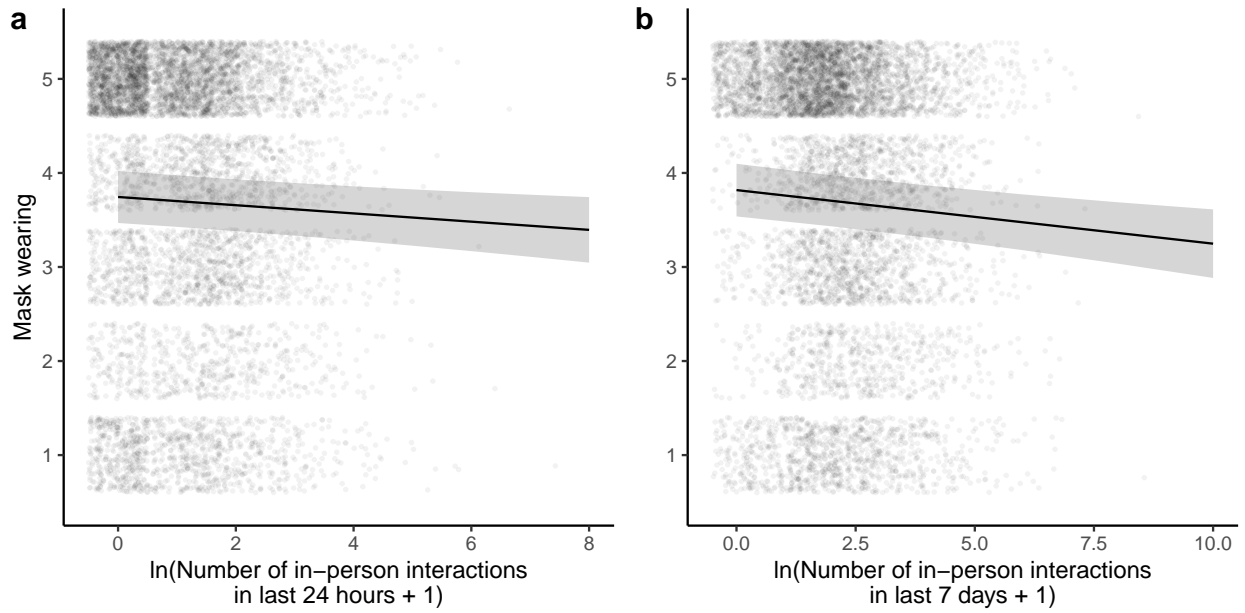 a
b
Mask wearing
5
4
3
2
1
0
2
4
6
8
ln(Number of in−person interactions
in last 24 hours + 1)
5
4
3
2
1
0.0
2.5
5.0
7.5
10.0
ln(Number of in−person interactions
in last 7 days + 1)